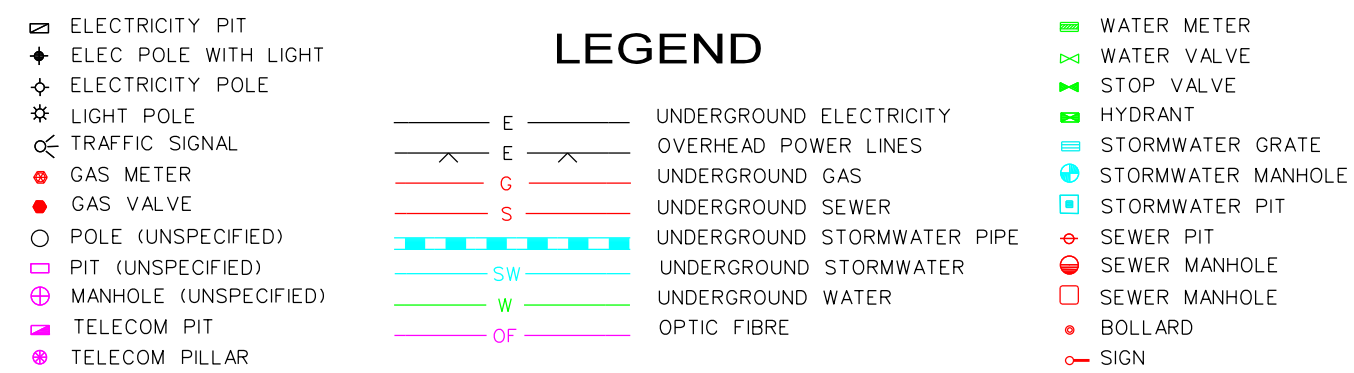 ELECTRICITY PIT
ELEC POLE WITH LIGHT
ELECTRICITY POLE
LIGHT POLE
TRAFFIC SIGNAL
GAS METER
GAS VALVE
POLE (UNSPECIFIED)
PIT (UNSPECIFIED)
MANHOLE (UNSPECIFIED)
TELECOM PIT
TELECOM PILLAR
LEGEND
E UNDERGROUND ELECTRICITY
E OVERHEAD POWER LINES
G UNDERGROUND GAS
S UNDERGROUND SEWER
UNDERGROUND STORMWATER PIPE
SW UNDERGROUND STORMWATER
W UNDERGROUND WATER
OF OPTIC FIBRE
WATER METER
WATER VALVE
STOP VALVE
HYDRANT
STORMWATER GRATE
STORMWATER MANHOLE
STORMWATER PIT
SEWER PIT
SEWER MANHOLE
SEWER MANHOLE
BOLLARD
SIGN